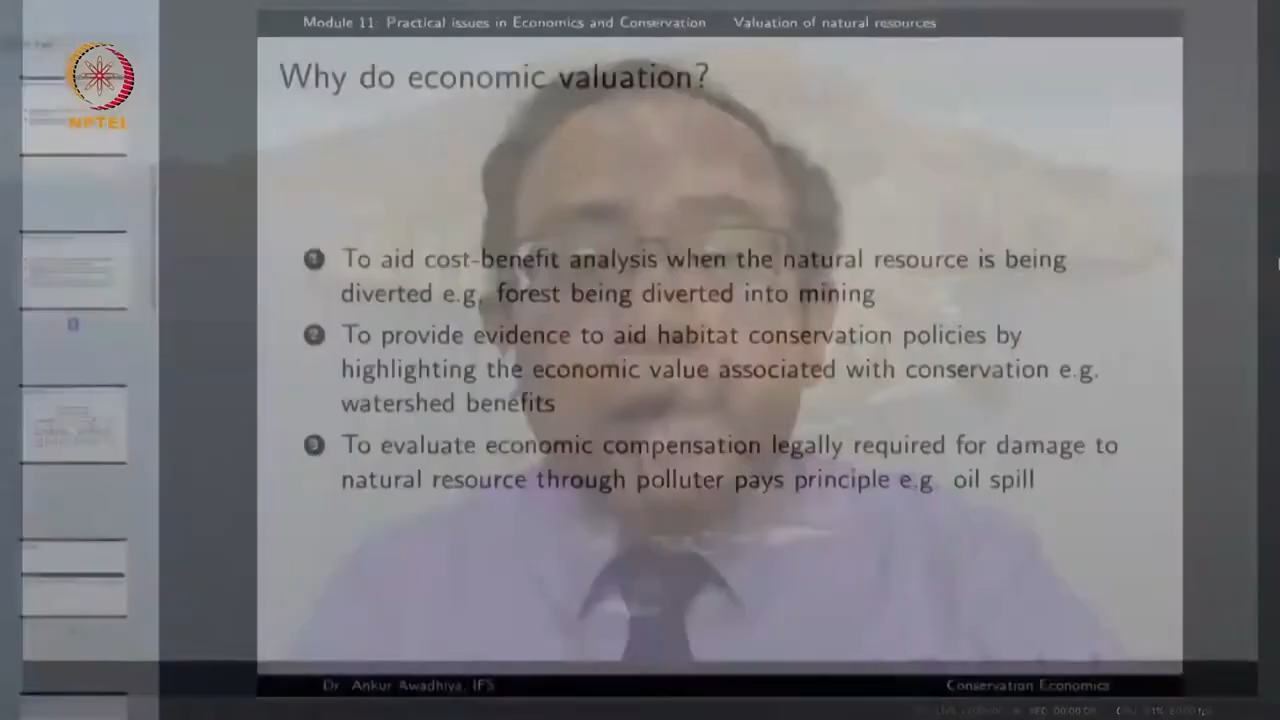 Module 11: Practical issues in Economics and Conservation Valuation of natural resources
NPTEL
Why do economic valuation?
1 To aid cost-benefit analysis when the natural resource is being
diverted e.g, forest being diverted into mining
2 To provide evidence to aid habitat conservation policies by
highlighting the economic value associated with conservation e.g.
watershed benefits
3 To evaluate economic compensation legally required for damage to
natural resource through polluter pays principle e.g oil spill
Dr Ankur Awadhiya, IFS Conservation Economics